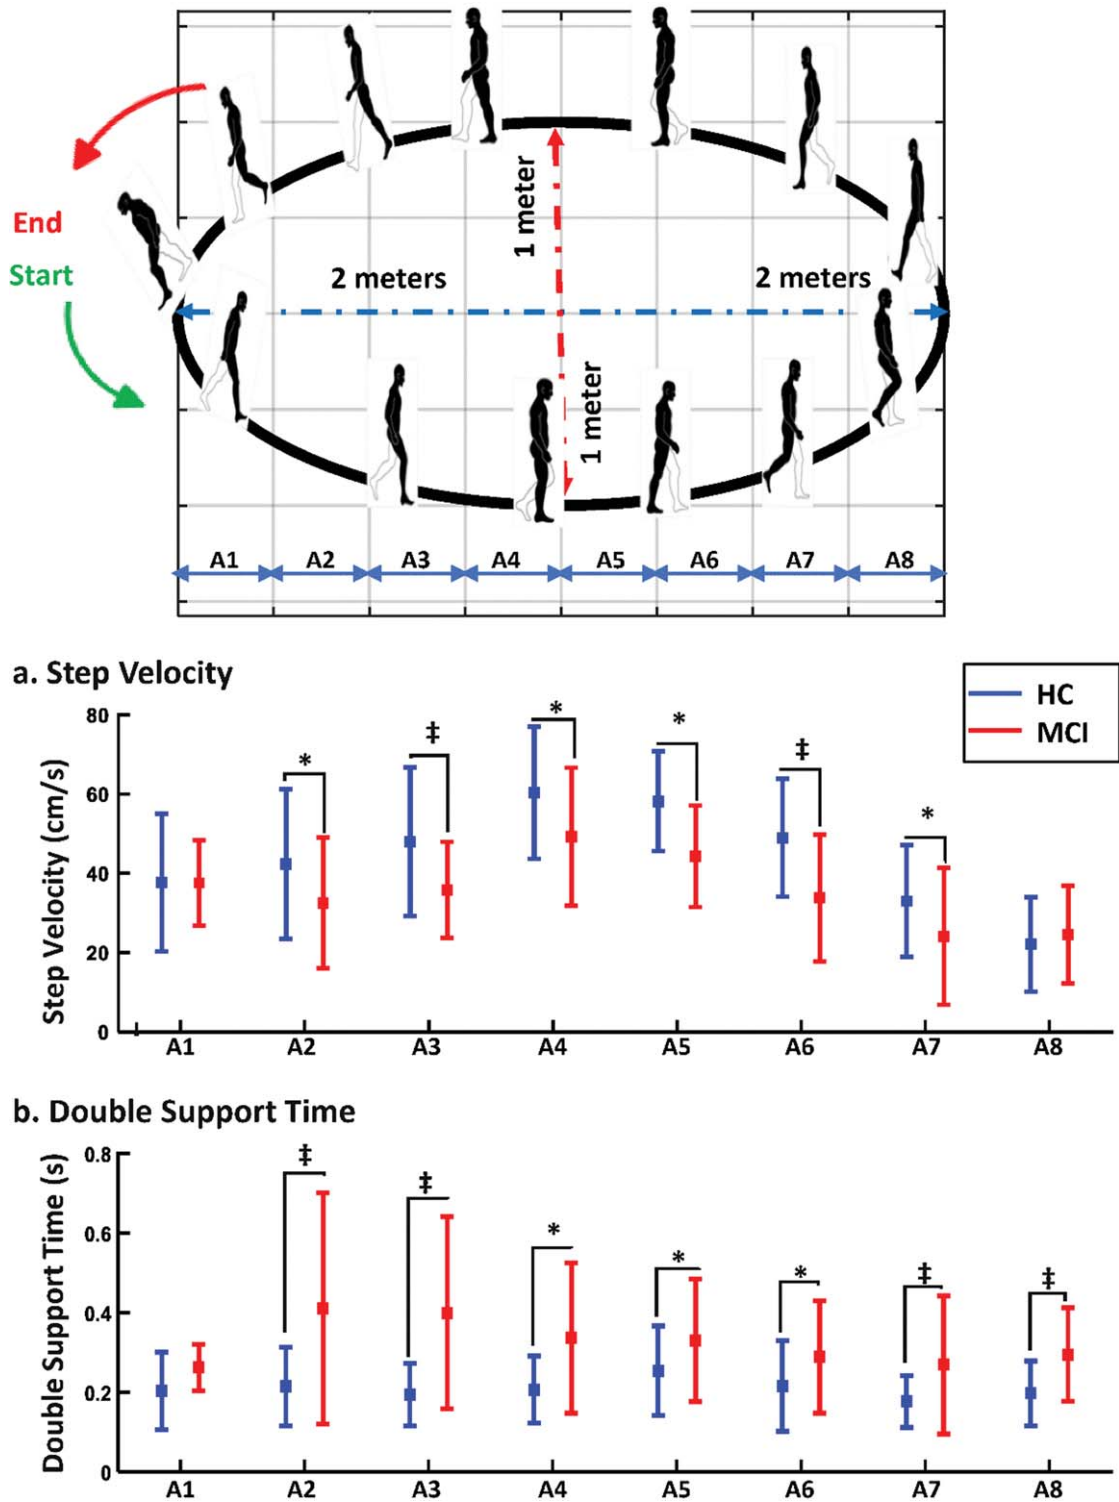 End
Start
1 meter
2 meters
2 meters
1 meter
A1 A2 A3 A4 A5 A6 A7 A8
a. Step Velocity
HC
MCI
Step Velocity (cm/s)
80
60
40
20
0
* ‡ * * ‡ *
A1 A2 A3 A4 A5 A6 A7 A8
b. Double Support Time
Double Support Time (s)
0.8
0.6
0.4
0.2
0
‡ ‡ * * * ‡ ‡
A1 A2 A3 A4 A5 A6 A7 A8